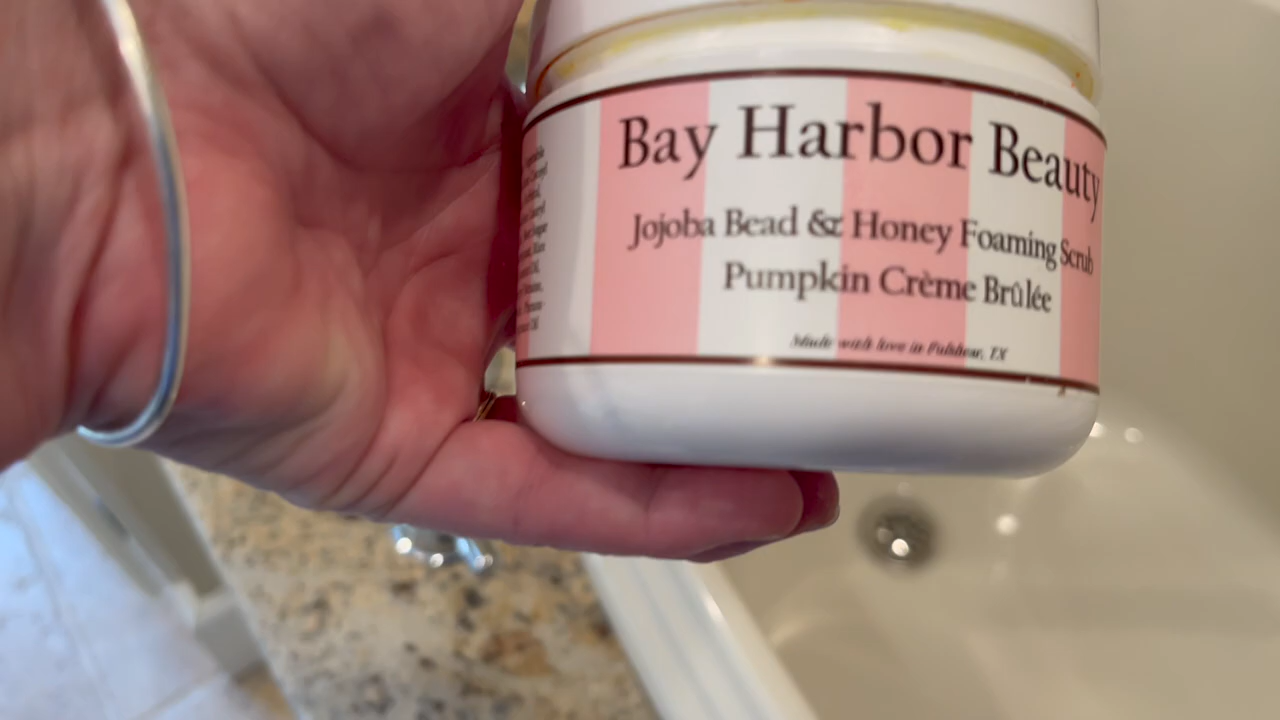 Bay Harbor Beauty
Jojoba Bead & Honey Foaming Scrub
Pumpkin Crème Brûlée
Made with love in Fulshear, TX